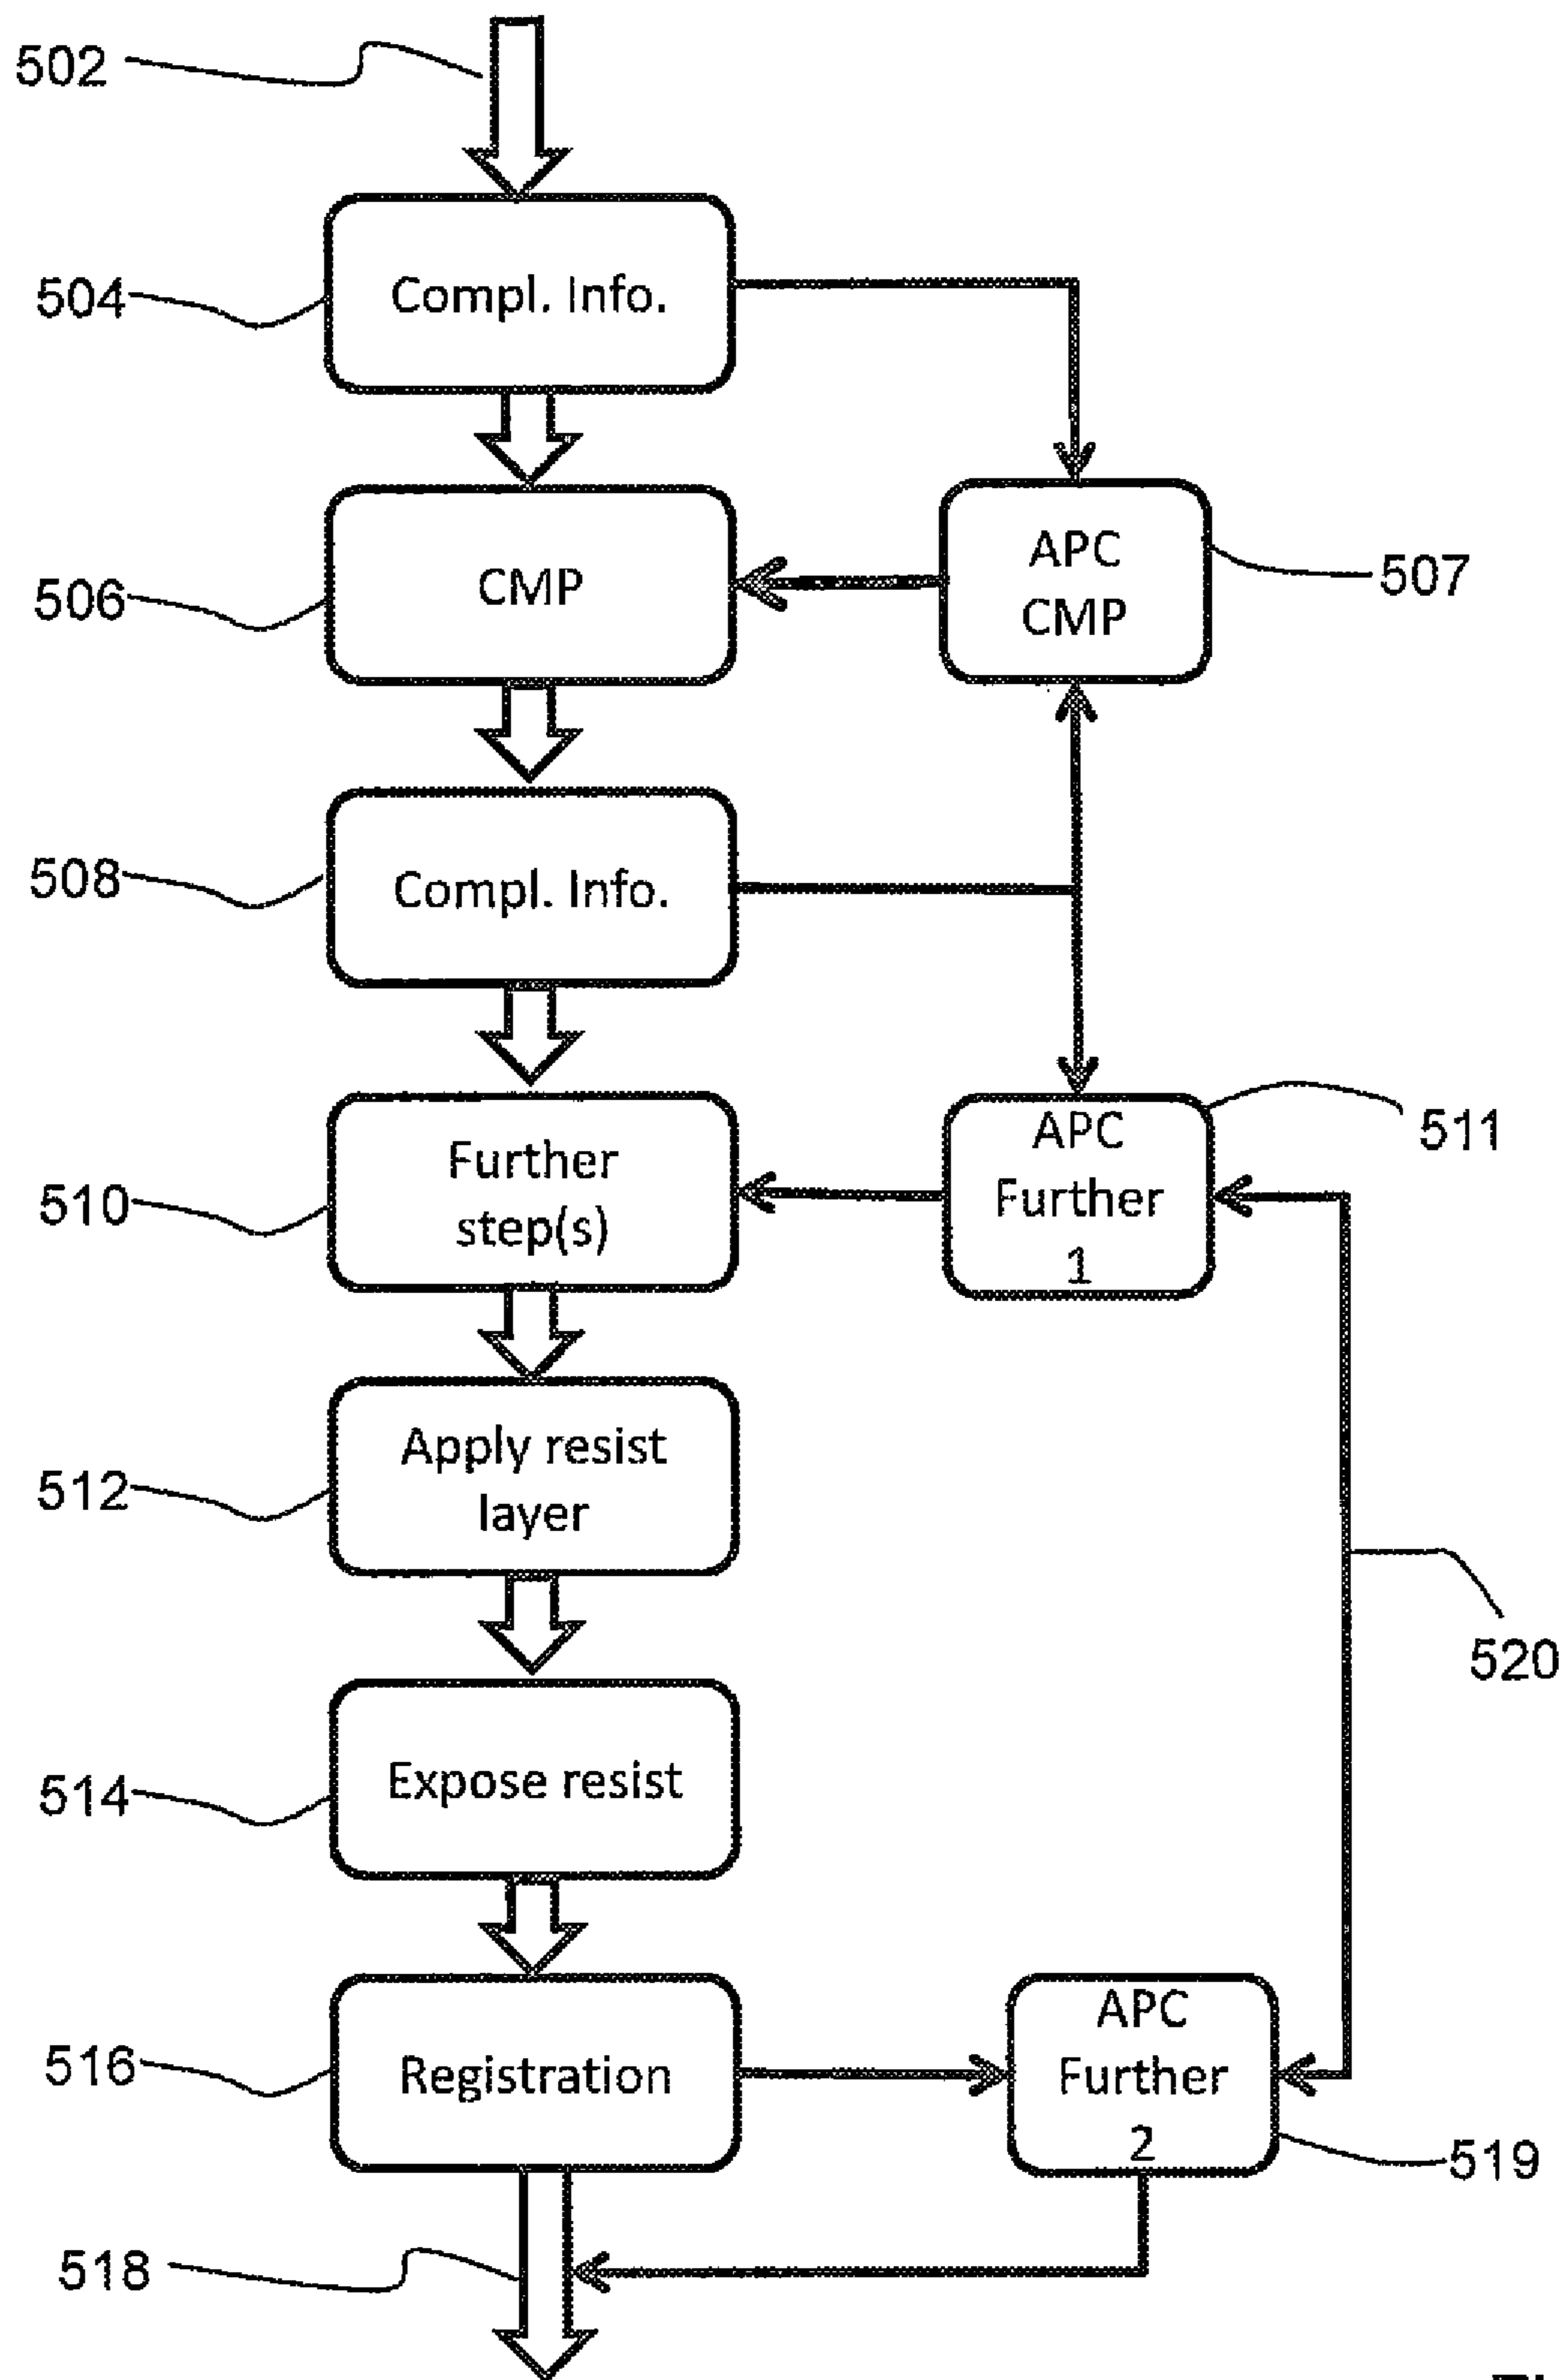 502
504
Compl. Info.
506
CMP
APC
CMP
507
508
Compl. Info.
510
Further
step(s)
APC
Further
1
511
512
Apply resist
layer
514
Expose resist
520
516
Registration
APC
Further
2
519
518